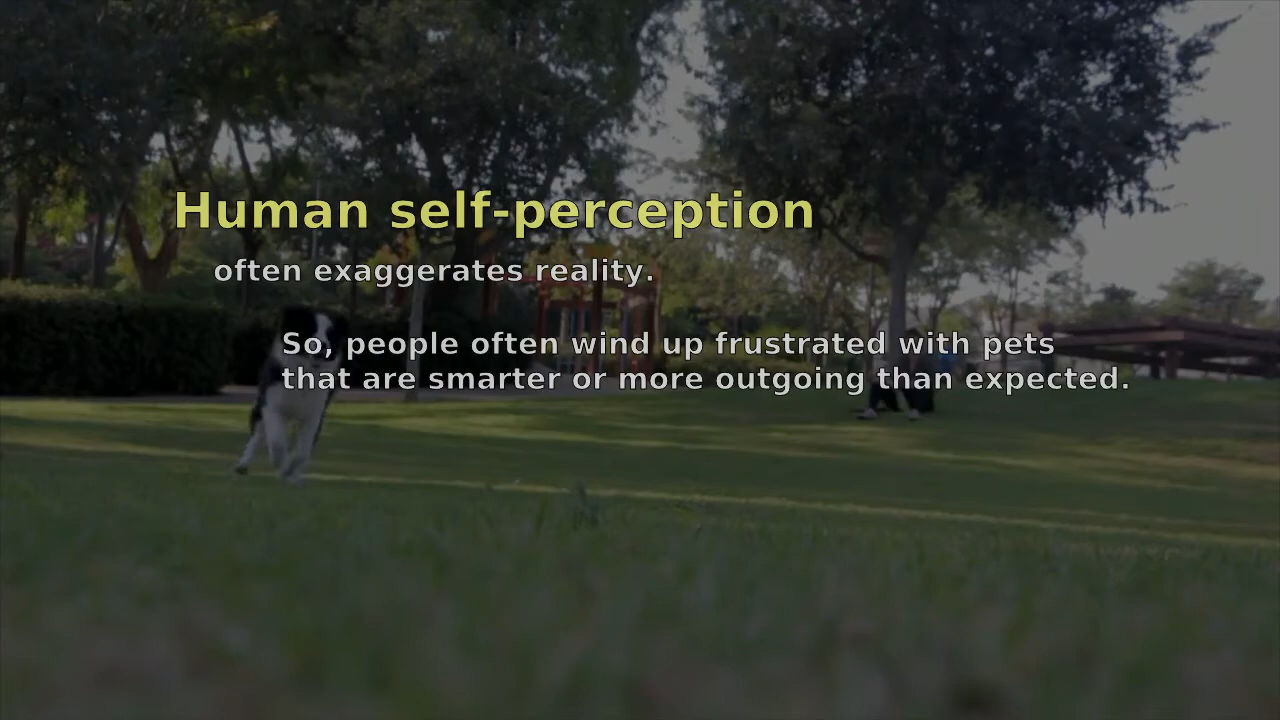 Human self-perception
often exaggerates reality.
So, people often wind up frustrated with pets
that are smarter or more outgoing than expected.